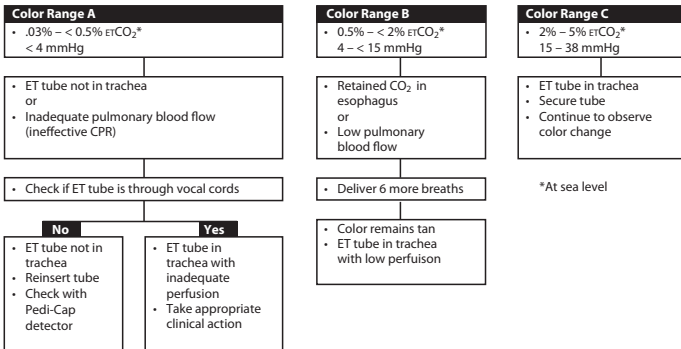 Color Range A
• .03% – < 0.5% ETCO₂*
< 4 mmHg
• ET tube not in trachea
or
• Inadequate pulmonary blood flow
(ineffective CPR)
• Check if ET tube is through vocal cords
No
• ET tube not in
trachea
• Reinsert tube
• Check with
Pedi-Cap
detector
Yes
• ET tube in
trachea with
inadequate
perfusion
• Take appropriate
clinical action
Color Range B
• 0.5% – < 2% ETCO₂*
4 – < 15 mmHg
• Retained CO₂ in
esophagus
or
• Low pulmonary
blood flow
• Deliver 6 more breaths
• Color remains tan
• ET tube in trachea
with low perfuison
Color Range C
• 2% – 5% ETCO₂*
15 – 38 mmHg
• ET tube in trachea
• Secure tube
• Continue to observe
color change
*At sea level